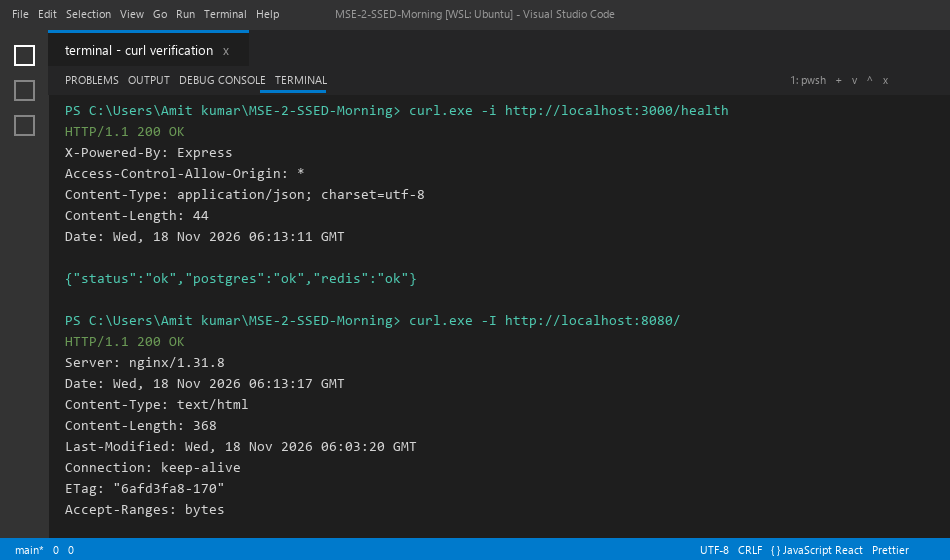 File Edit Selection View Go Run Terminal Help MSE-2-SSED-Morning [WSL: Ubuntu] - Visual Studio Code
terminal - curl verification x
PROBLEMS OUTPUT DEBUG CONSOLE TERMINAL 1: pwsh + v ^ x
PS C:\Users\Amit kumar\MSE-2-SSED-Morning> curl.exe -i http://localhost:3000/health
HTTP/1.1 200 OK
X-Powered-By: Express
Access-Control-Allow-Origin: *
Content-Type: application/json; charset=utf-8
Content-Length: 44
Date: Wed, 18 Nov 2026 06:13:11 GMT
{"status":"ok","postgres":"ok","redis":"ok"}
PS C:\Users\Amit kumar\MSE-2-SSED-Morning> curl.exe -I http://localhost:8080/
HTTP/1.1 200 OK
Server: nginx/1.31.8
Date: Wed, 18 Nov 2026 06:13:17 GMT
Content-Type: text/html
Content-Length: 368
Last-Modified: Wed, 18 Nov 2026 06:03:20 GMT
Connection: keep-alive
ETag: "6afd3fa8-170"
Accept-Ranges: bytes
main* 0 0 UTF-8 CRLF { } JavaScript React Prettier